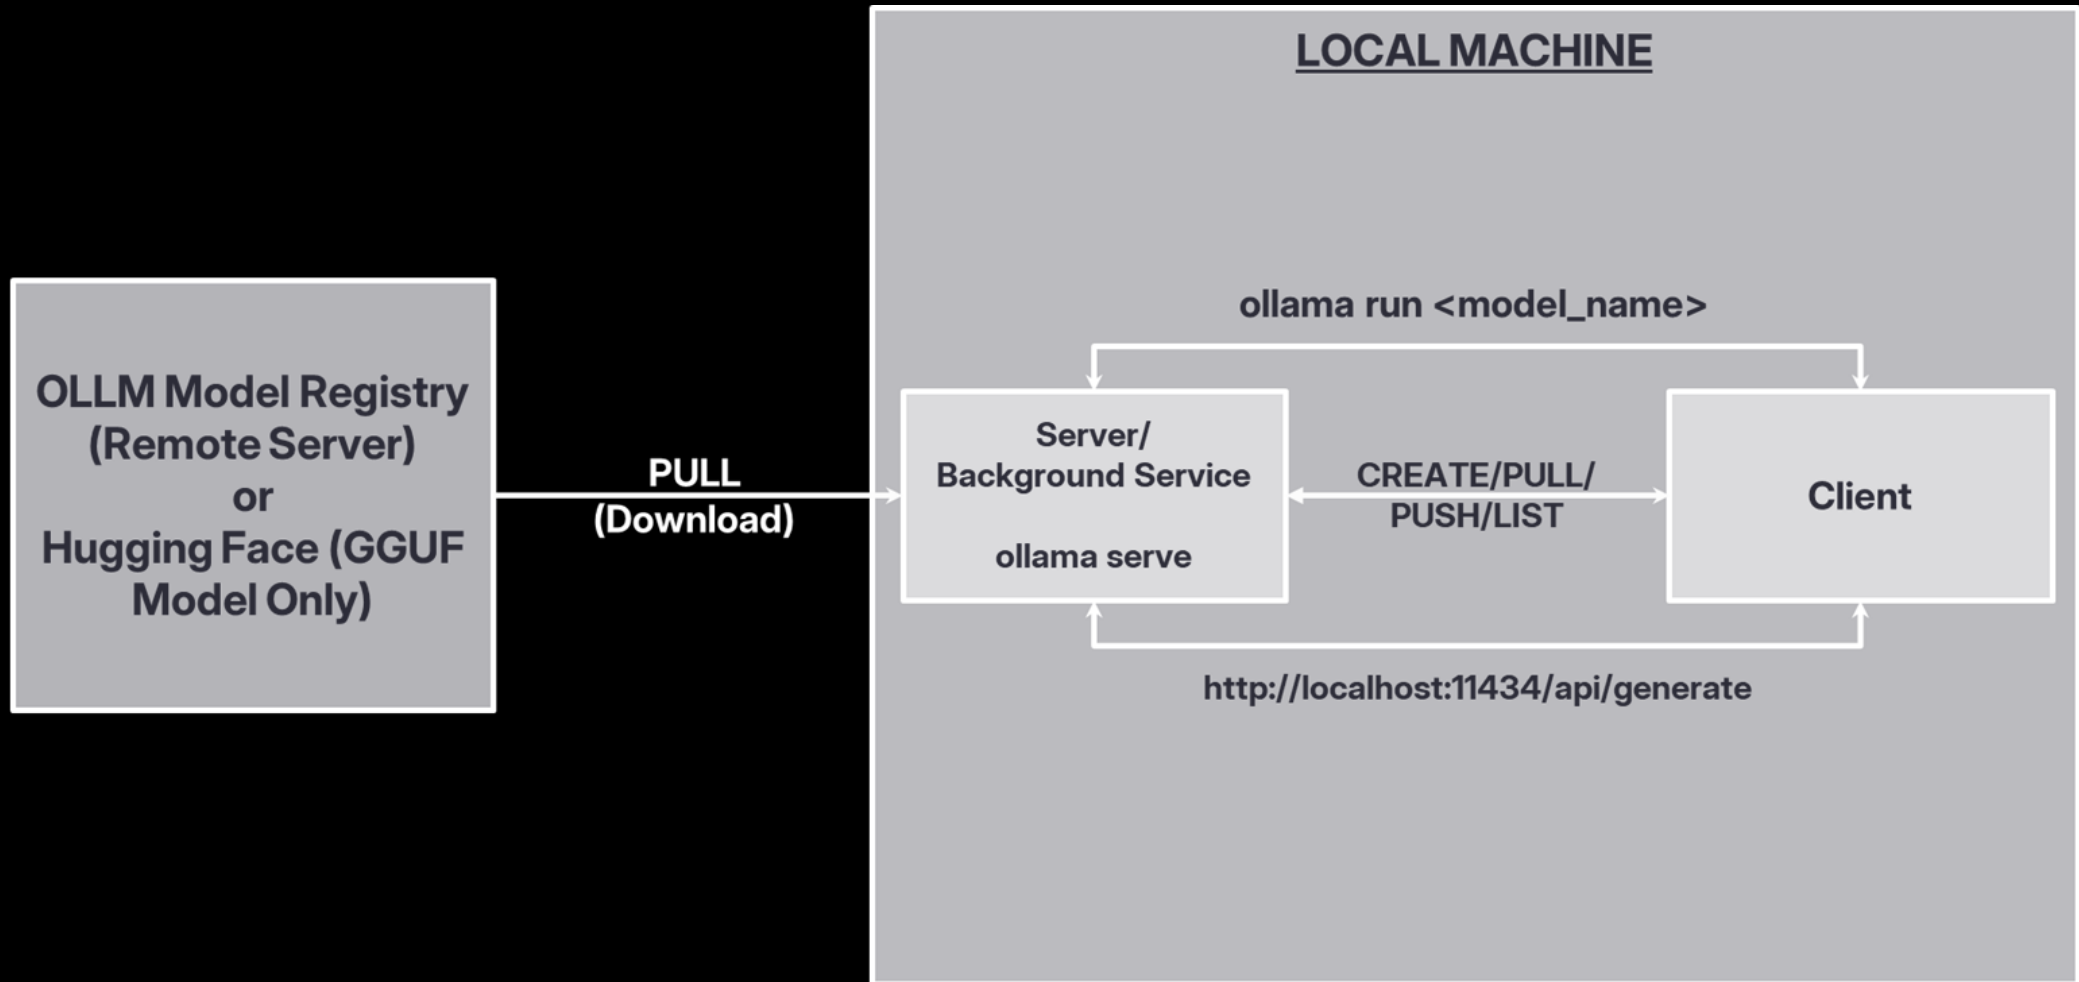 LOCAL MACHINE
OLLM Model Registry
(Remote Server)
or
Hugging Face (GGUF
Model Only)
PULL
(Download)
ollama run <model_name>
Server/
Background Service
ollama serve
CREATE/PULL/
PUSH/LIST
Client
http://localhost:11434/api/generate